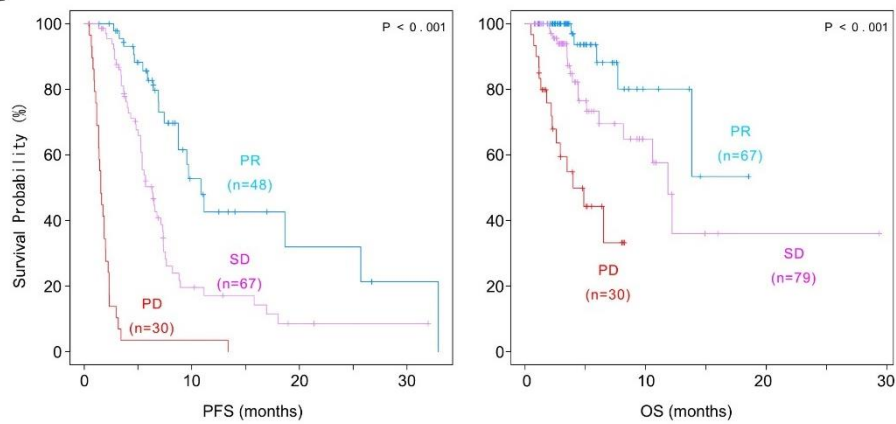 P < 0.001
P < 0.001
100
100
80
80
60
60
40
40
20
20
0
0
Survival Probability (%)
PR
(n=48)
SD
(n=67)
PD
(n=30)
PR
(n=67)
SD
(n=79)
PD
(n=30)
0
10
20
30
0
10
20
30
PFS (months)
OS (months)